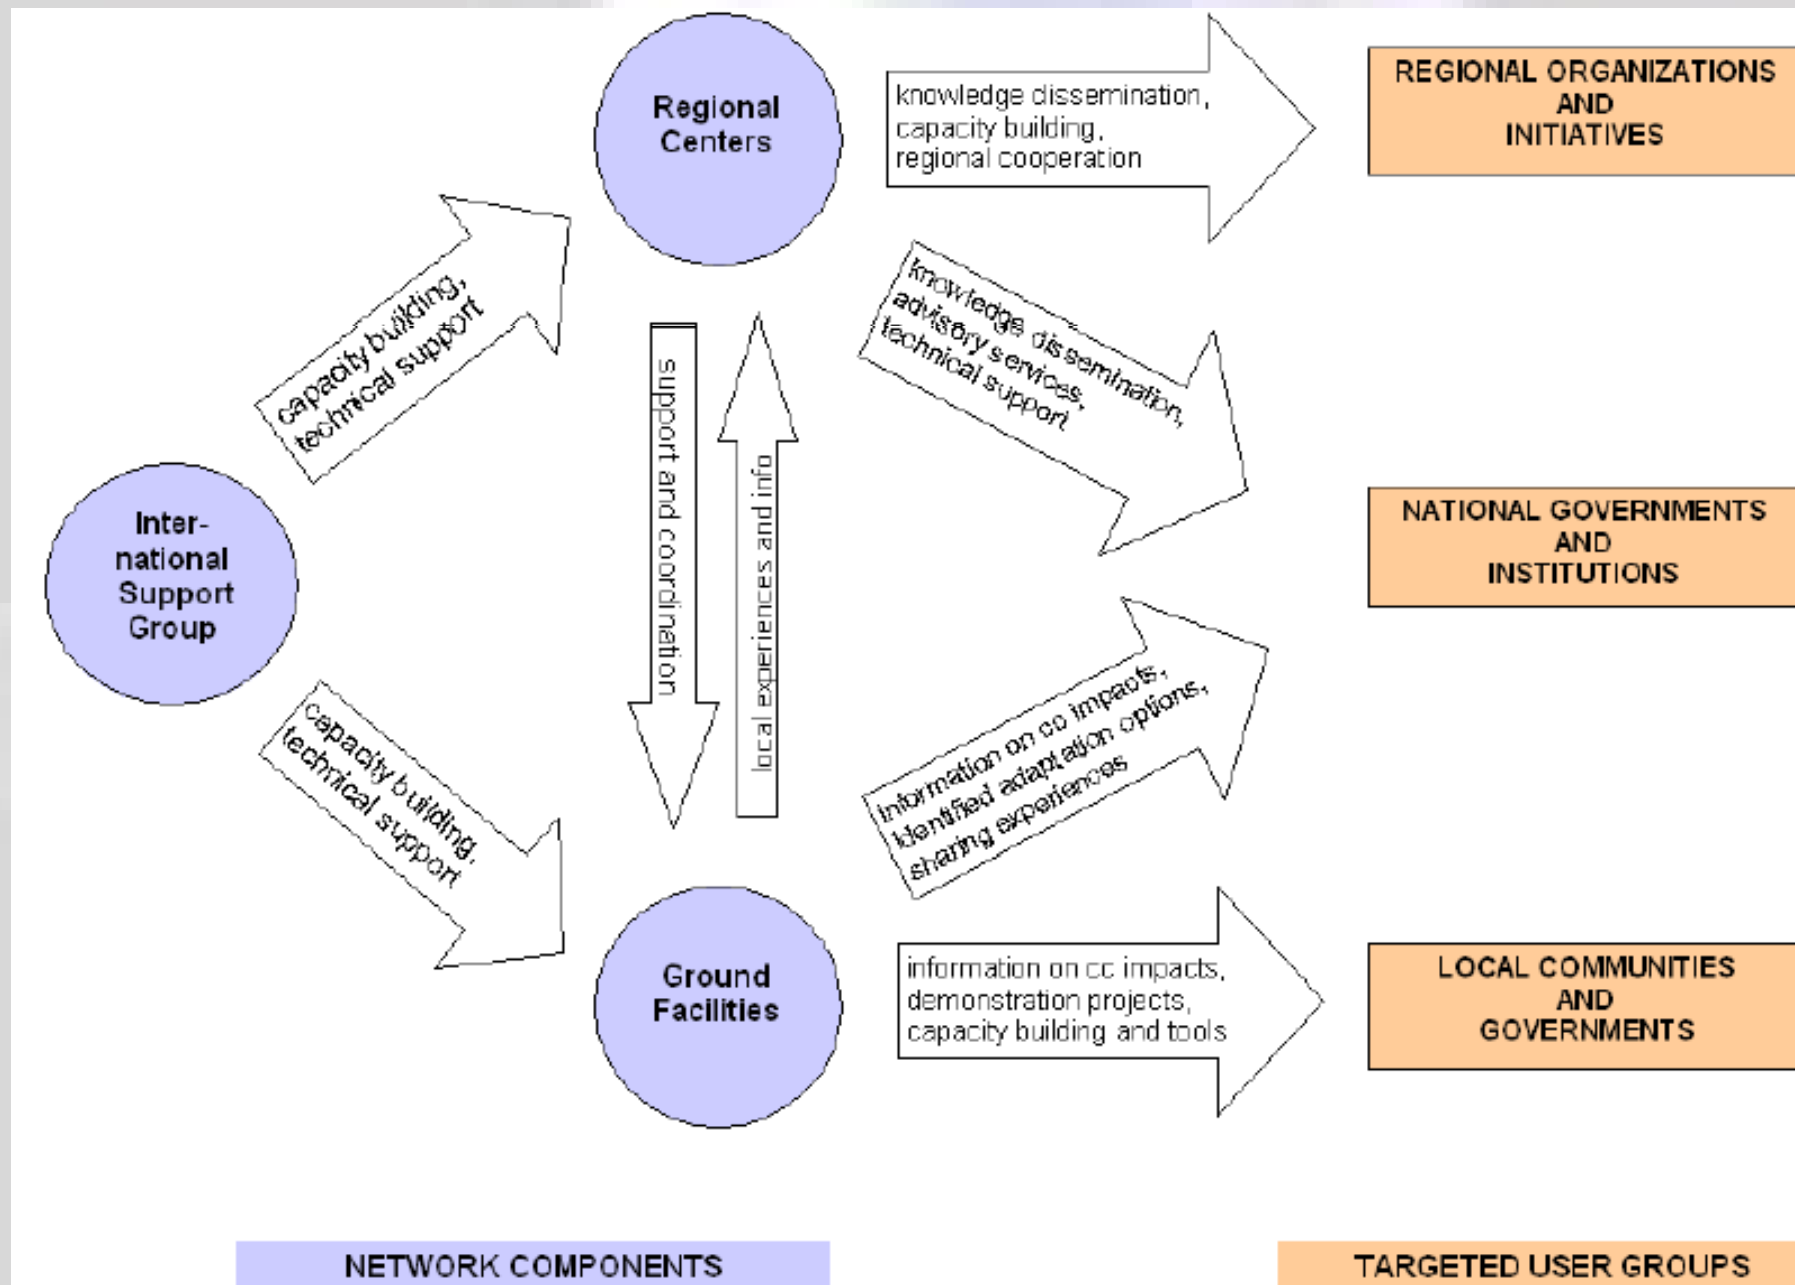 Regional
Centers
knowledge dissemination,
capacity building,
regional cooperation
REGIONAL ORGANIZATIONS
AND
INITIATIVES
capacity building,
technical support
support and coordination
local experiences and info
knowledge dissemination,
advisory services,
technical support
Inter-
national
Support
Group
NATIONAL GOVERNMENTS
AND
INSTITUTIONS
capacity building,
technical support
information on cc impacts,
identified adaptation options,
sharing experiences
Ground
Facilities
information on cc impacts,
demonstration projects,
capacity building and tools
LOCAL COMMUNITIES
AND
GOVERNMENTS
NETWORK COMPONENTS
TARGETED USER GROUPS